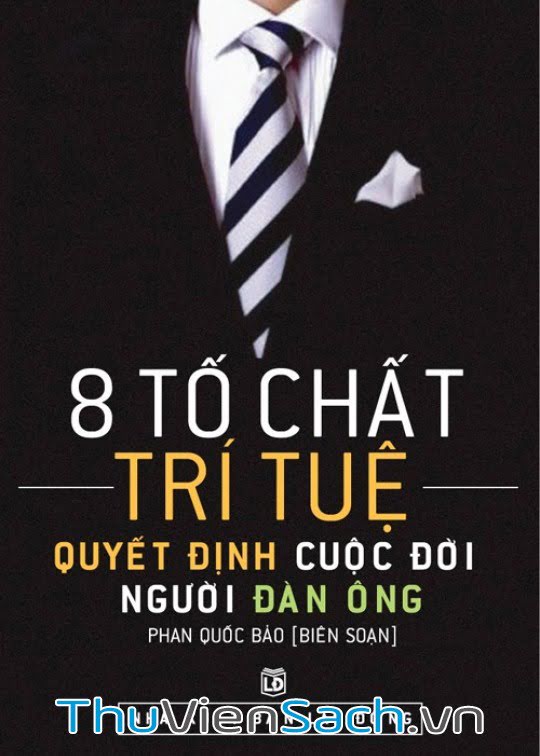 8 TỐ CHẤT
TRÍ TUỆ
QUYẾT ĐỊNH CUỘC ĐỜI
NGƯỜI ĐÀN ÔNG
PHAN QUỐC BẢO [BIÊN SOẠN]
LĐ
ThuVienSach.vn